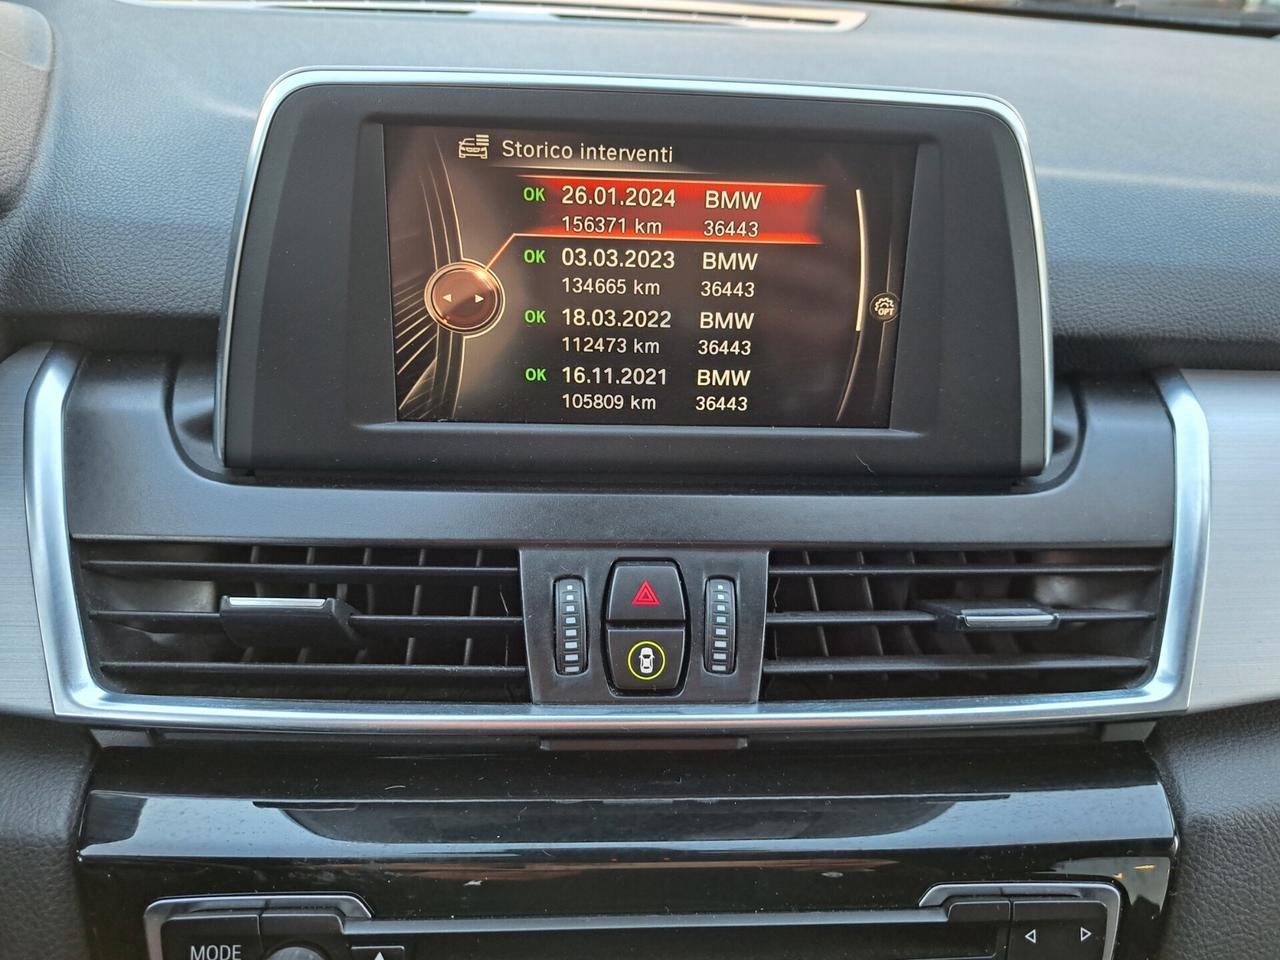 Storico interventi
OK 26.01.2024 BMW
156371 km 36443
OK 03.03.2023 BMW
134665 km 36443
OK 18.03.2022 BMW
112473 km 36443
OK 16.11.2021 BMW
105809 km 36443
OPT
MODE